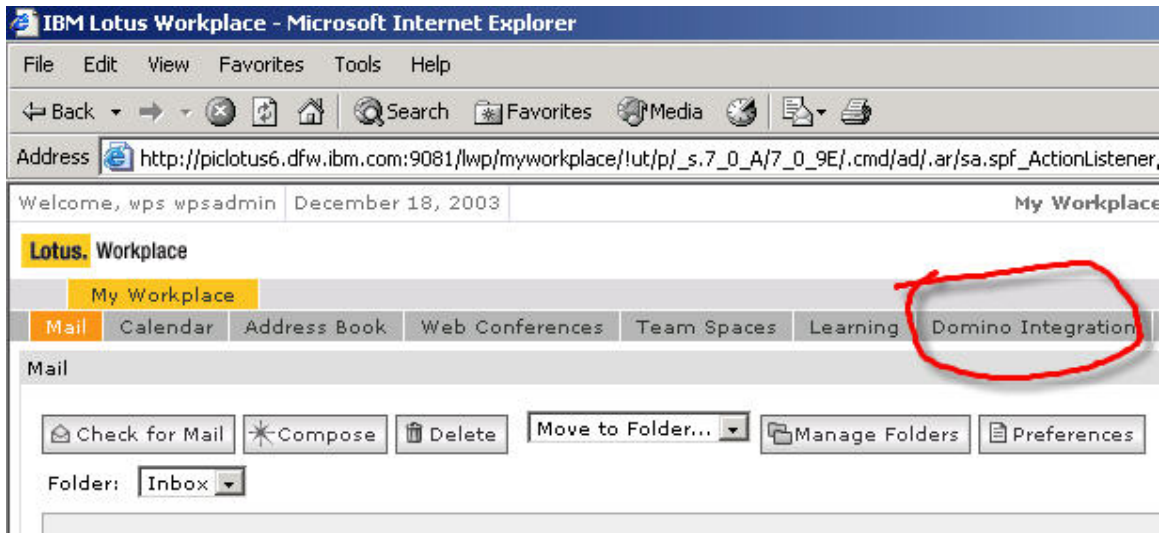 IBM Lotus Workplace - Microsoft Internet Explorer
File Edit View Favorites Tools Help
Back Search Favorites Media
Address http://piclotus6.dfw.ibm.com:9081/lwp/myworkplace/!ut/p/_s.7_0_A/7_0_9E/.cmd/ad/.ar/sa.spf_ActionListener,
Welcome, wps wpsadmin December 18, 2003 My Workplace
Lotus. Workplace
My Workplace
Mail Calendar Address Book Web Conferences Team Spaces Learning Domino Integration
Mail
Check for Mail Compose Delete Move to Folder... Manage Folders Preferences
Folder: Inbox